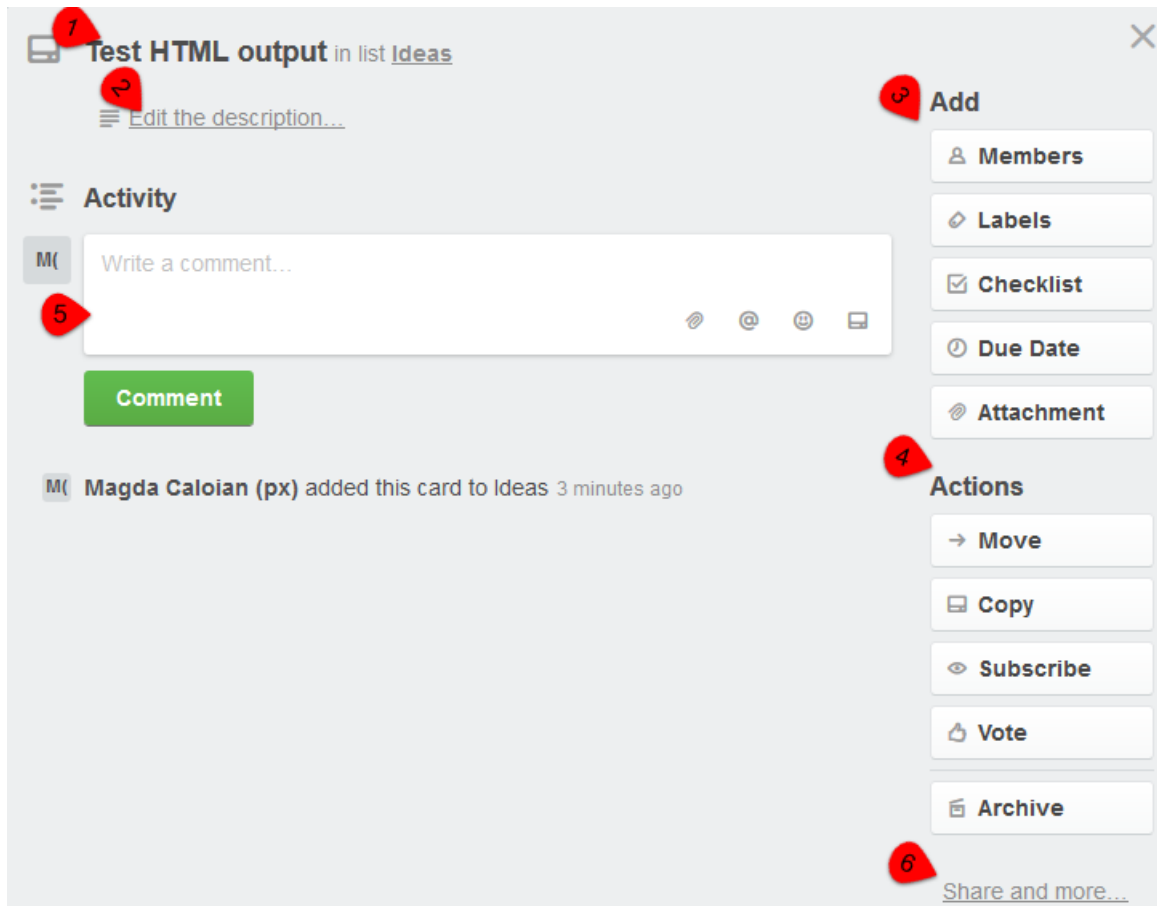 1
Test HTML output in list Ideas
2
Edit the description…
Activity
M(
Write a comment…
5
@
Comment
M( Magda Caloian (px) added this card to Ideas 3 minutes ago
3
Add
Members
Labels
Checklist
Due Date
Attachment
4
Actions
Move
Copy
Subscribe
Vote
Archive
6
Share and more…